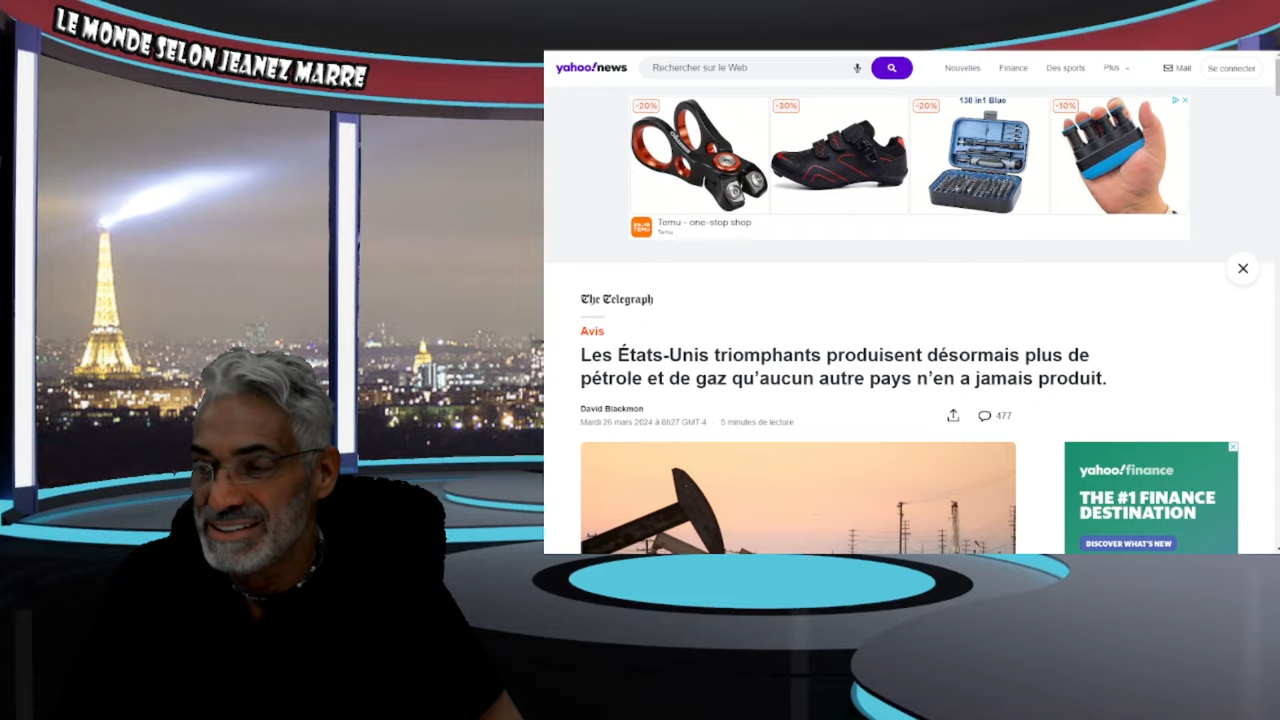 LE MONDE SELON JEANEZ MARRE
yahoo!news
Rechercher sur le Web
Nouvelles
Finance
Des sports
Plus
Mail
Se connecter
-20%
-30%
-20%
130 in1 Blue
-10%
TEMU
Temu - one-stop shop
Temu
The Telegraph
Avis
Les États-Unis triomphants produisent désormais plus de
pétrole et de gaz qu’aucun autre pays n’en a jamais produit.
David Blackmon
Mardi 26 mars 2024 à 8h27 GMT-4 · 5 minutes de lecture
477
yahoo!finance
THE #1 FINANCE
DESTINATION
DISCOVER WHAT'S NEW